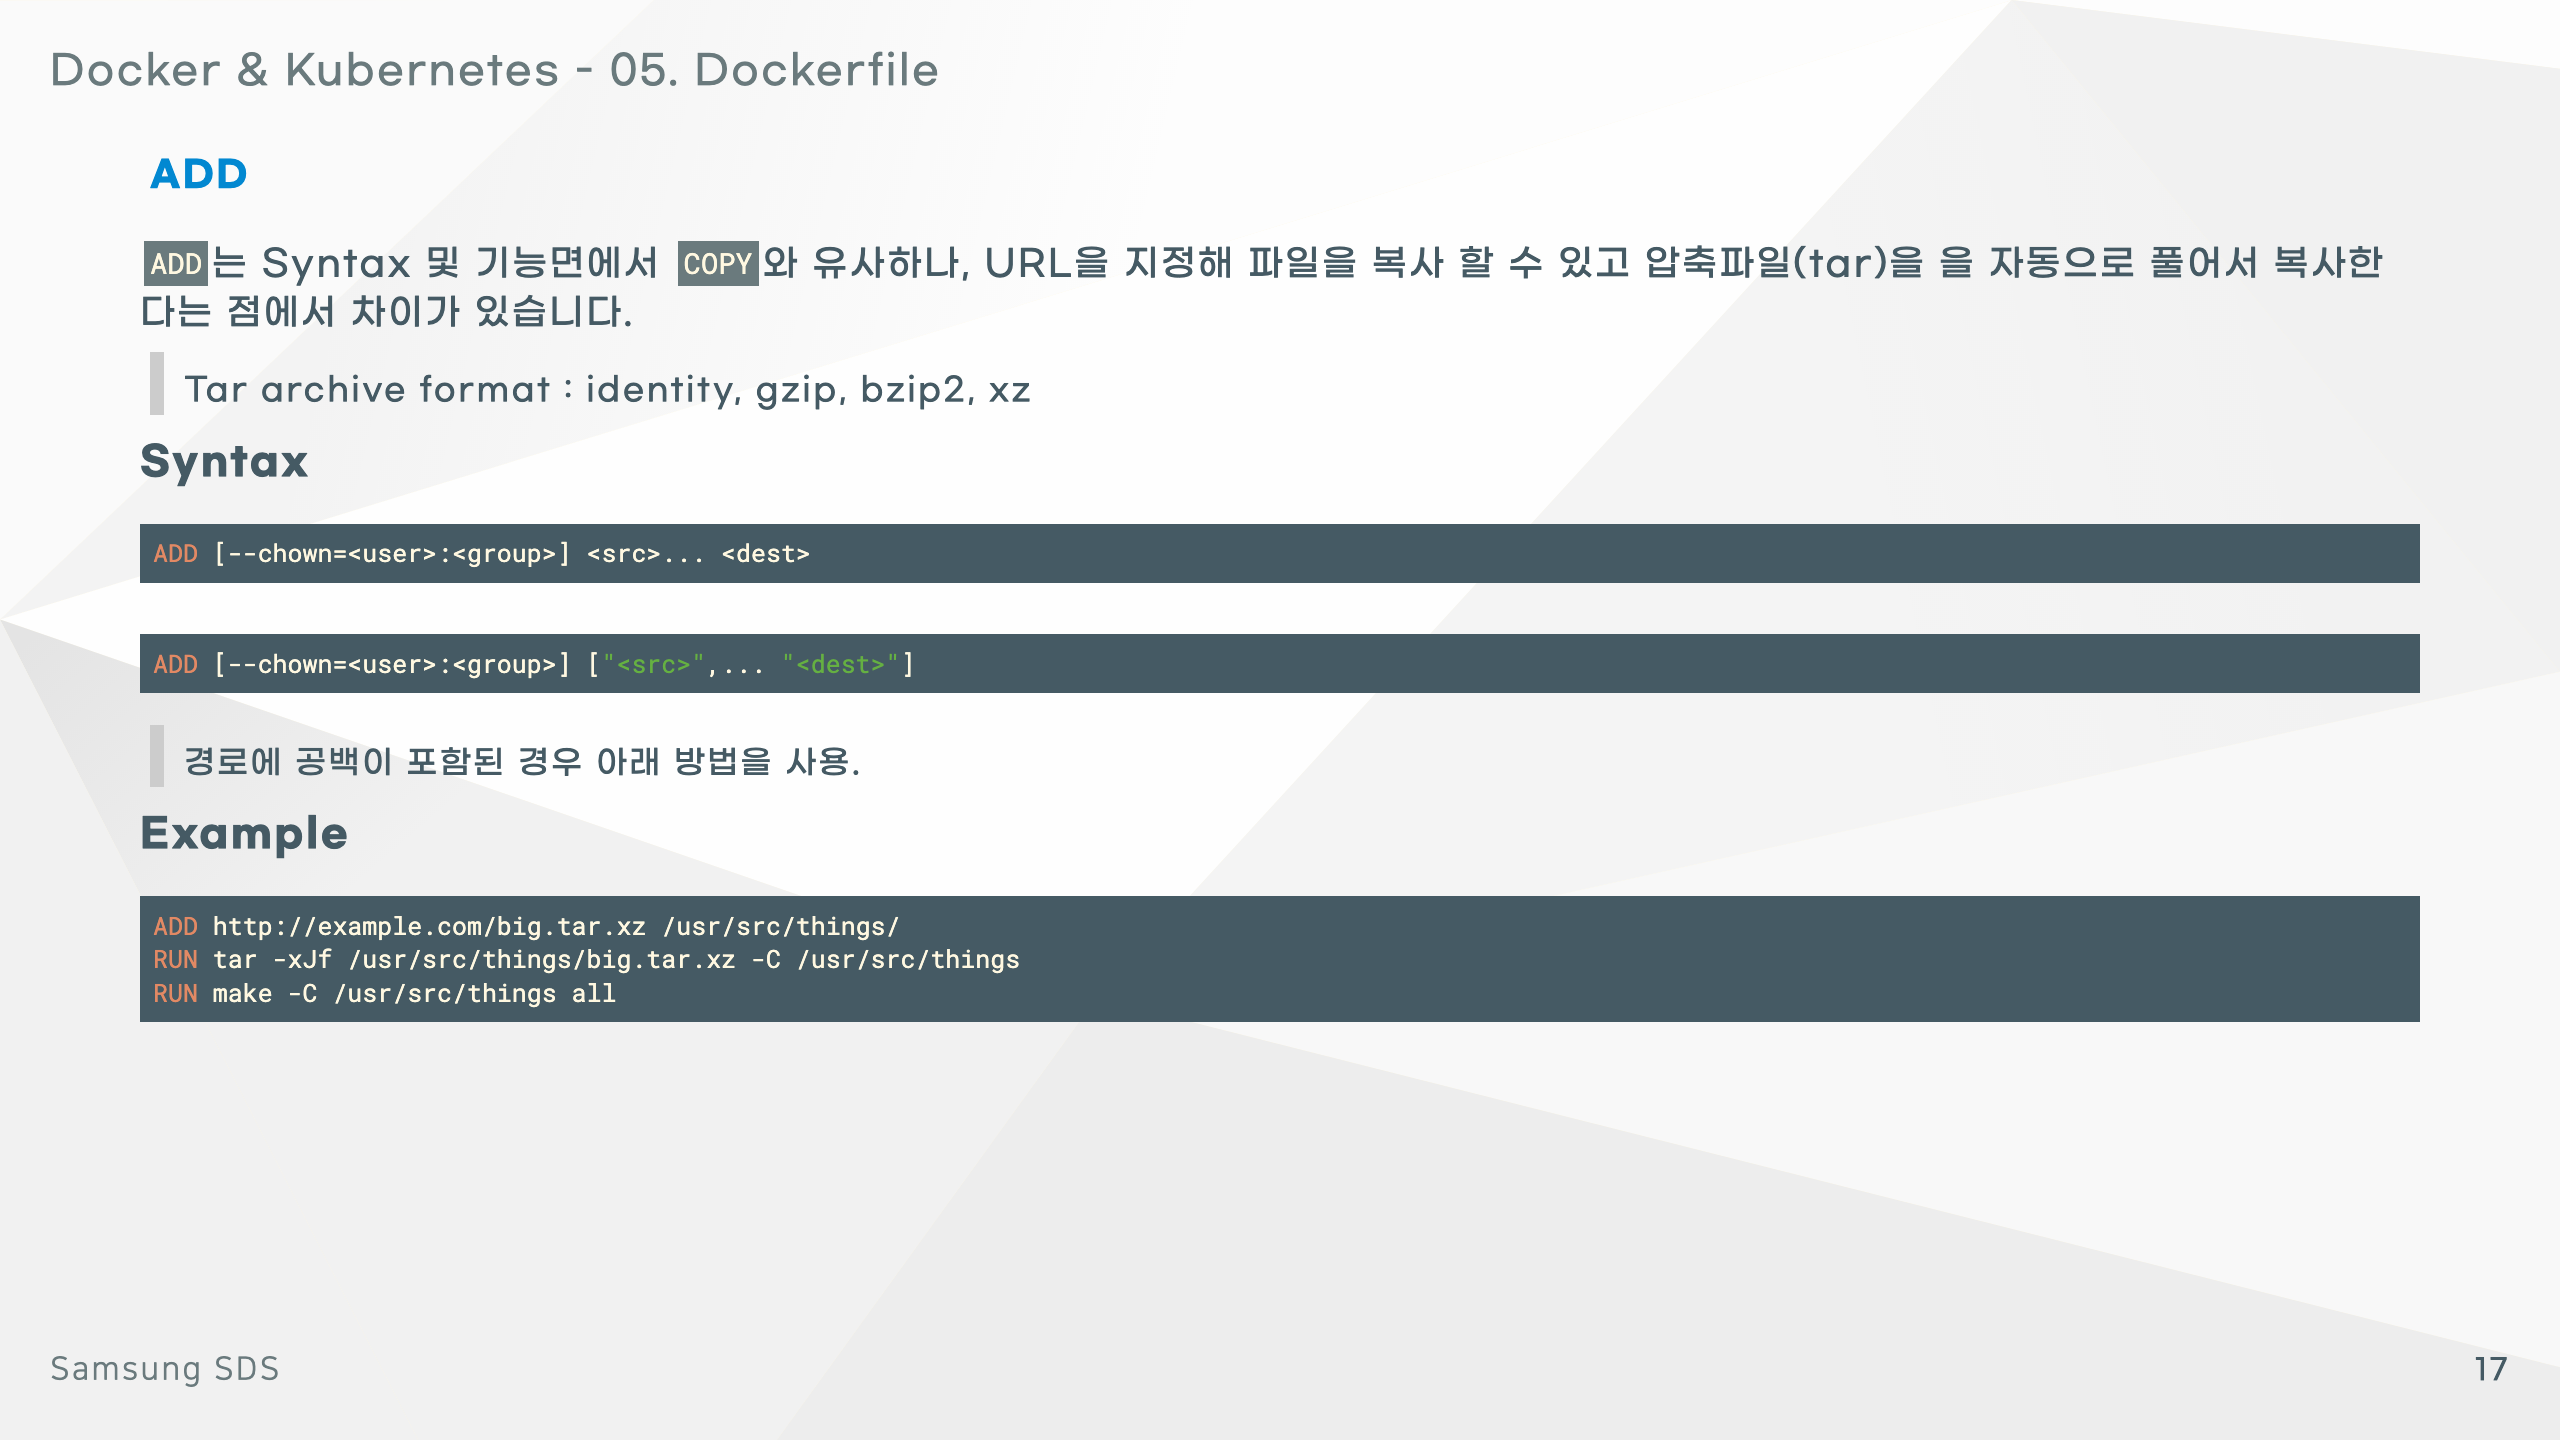 Docker & Kubernetes - 05. Dockerfile
ADD
ADD는 Syntax 및 기능면에서 COPY와 유사하나, URL을 지정해 파일을 복사 할 수 있고 압축파일(tar)을 을 자동으로 풀어서 복사한
다는 점에서 차이가 있습니다.
Tar archive format : identity, gzip, bzip2, xz
Syntax
ADD [--chown=<user>:<group>] <src>... <dest>
ADD [--chown=<user>:<group>] ["<src>",... "<dest>"]
경로에 공백이 포함된 경우 아래 방법을 사용.
Example
ADD http://example.com/big.tar.xz /usr/src/things/
RUN tar -xJf /usr/src/things/big.tar.xz -C /usr/src/things
RUN make -C /usr/src/things all
Samsung SDS
17